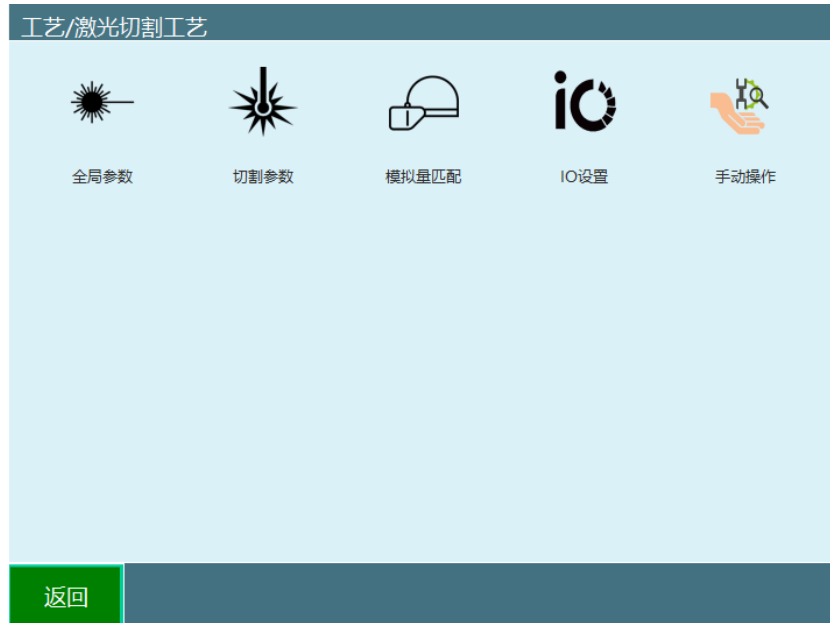 工艺/激光切割工艺
全局参数
切割参数
模拟量匹配
IO设置
手动操作
返回